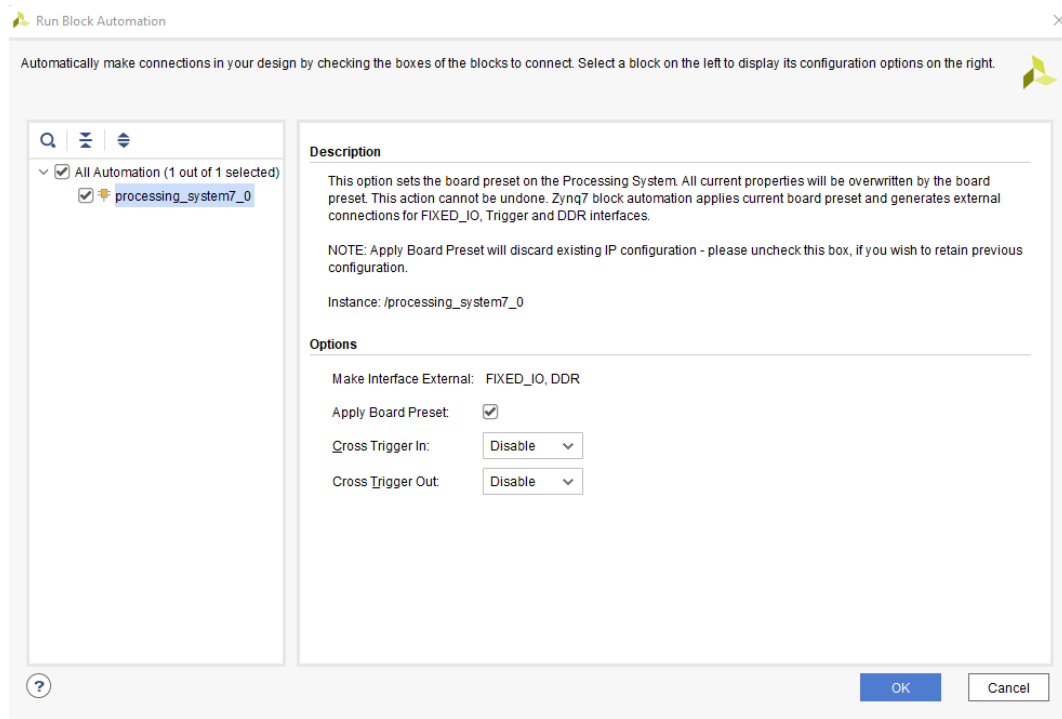 Run Block Automation
Automatically make connections in your design by checking the boxes of the blocks to connect. Select a block on the left to display its configuration options on the right.
All Automation (1 out of 1 selected)
processing_system7_0
Description
This option sets the board preset on the Processing System. All current properties will be overwritten by the board
preset. This action cannot be undone. Zynq7 block automation applies current board preset and generates external
connections for FIXED_IO, Trigger and DDR interfaces.
NOTE: Apply Board Preset will discard existing IP configuration - please uncheck this box, if you wish to retain previous
configuration.
Instance: /processing_system7_0
Options
Make Interface External: FIXED_IO, DDR
Apply Board Preset:
Cross Trigger In: Disable
Cross Trigger Out: Disable
?
OK Cancel